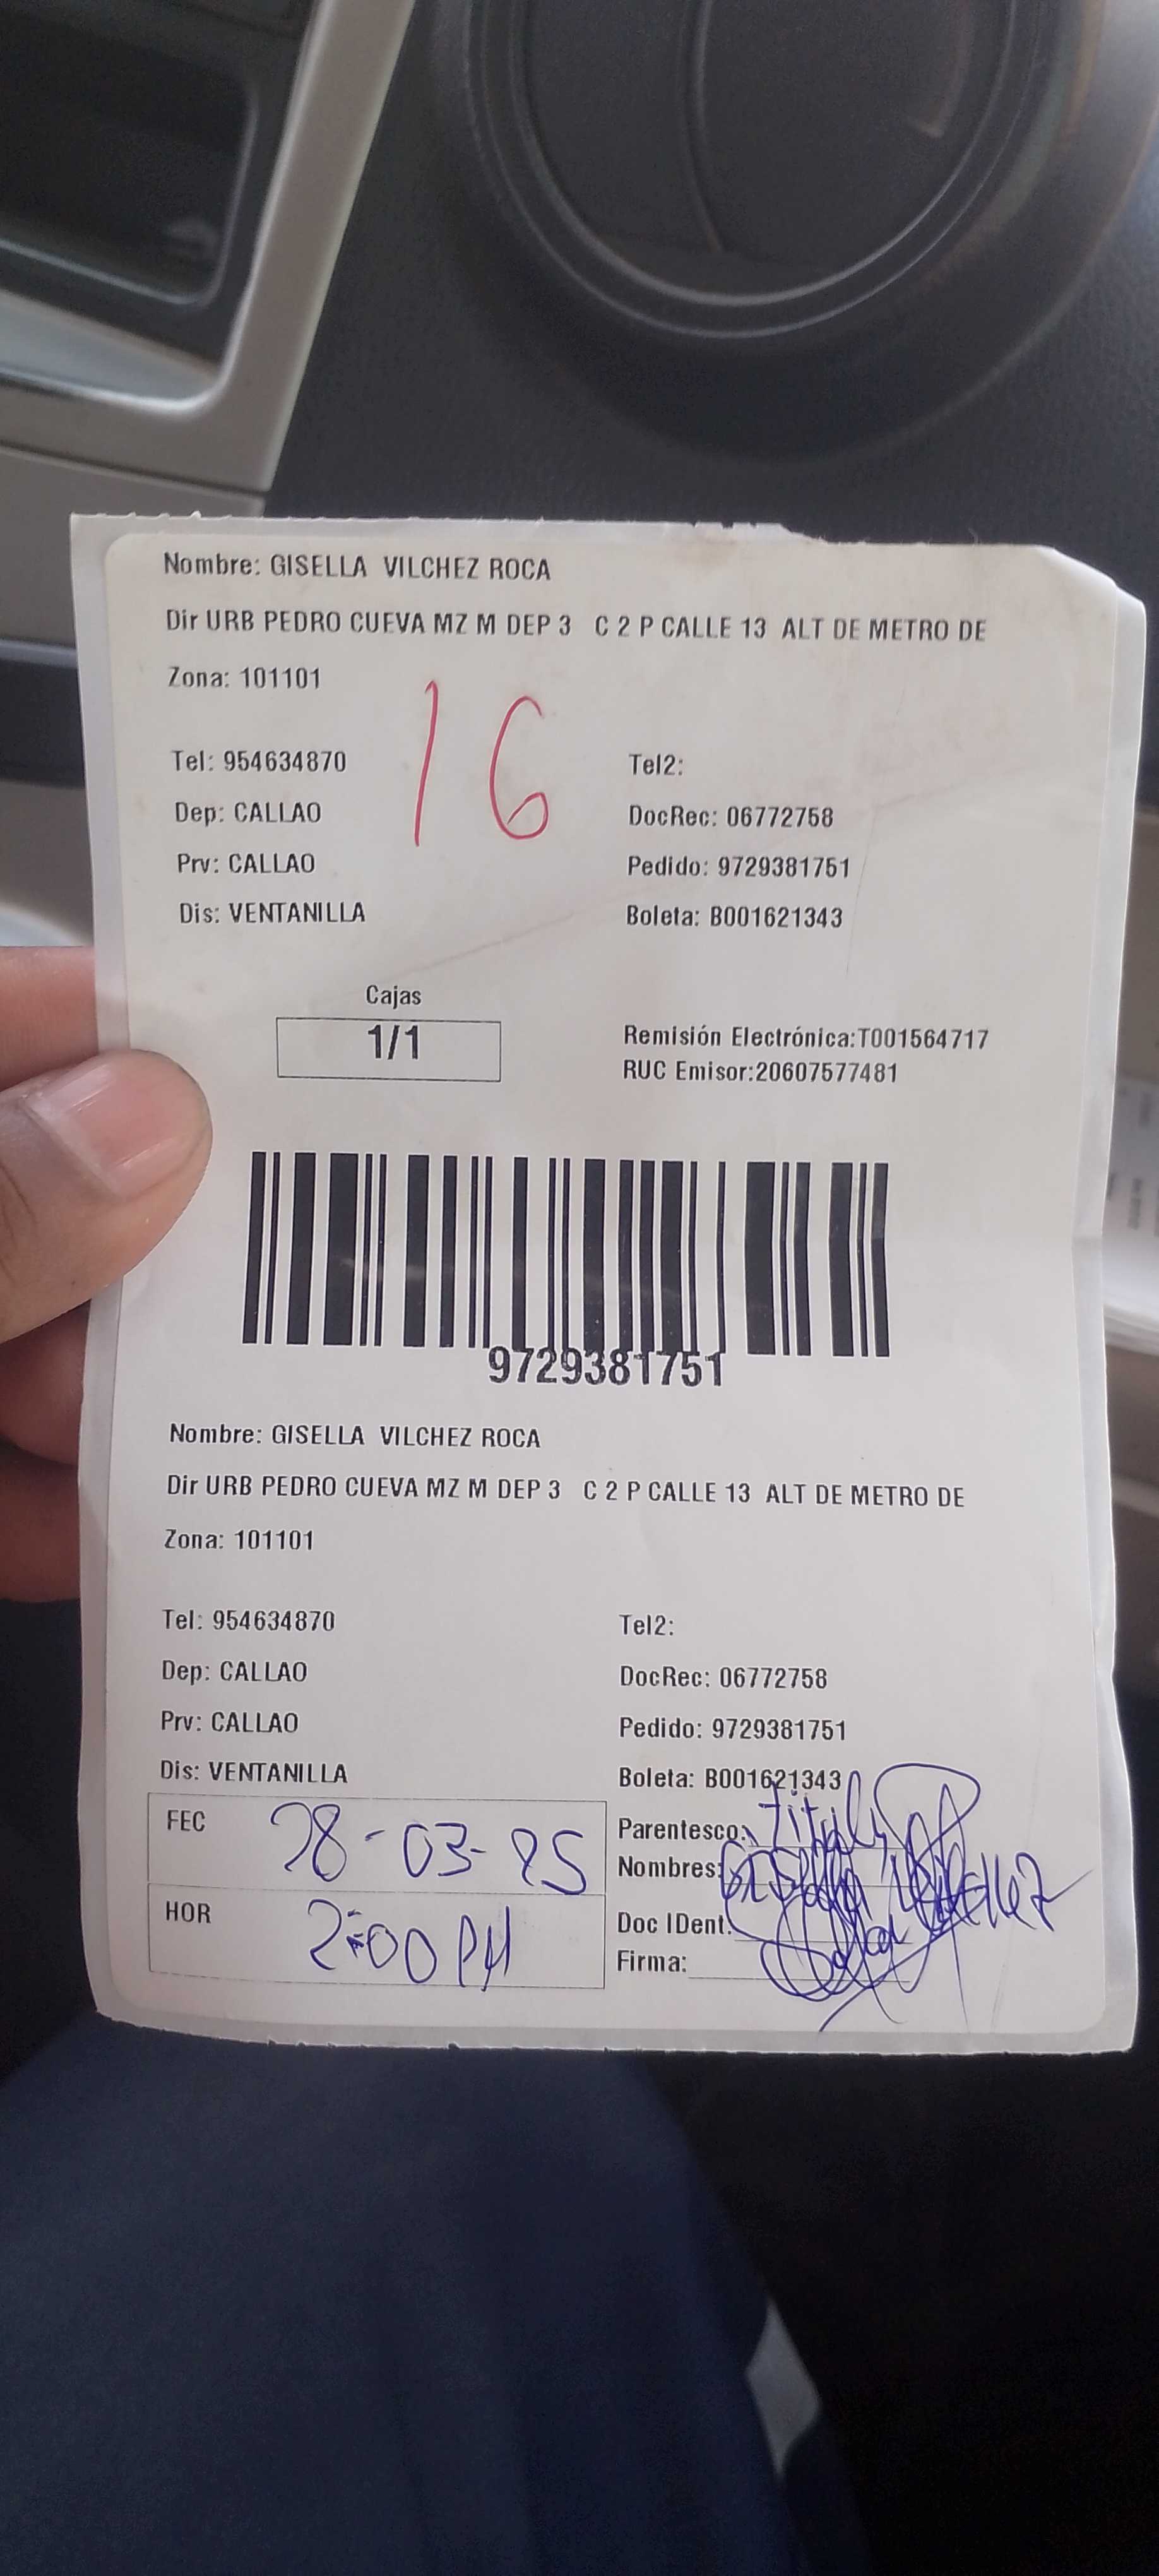 Nombre: GISELLA VILCHEZ ROCA
Dir URB PEDRO CUEVA MZ M DEP 3 C 2 P CALLE 13 ALT DE METRO DE
Zona: 101101
16
Tel: 954634870 Tel2:
Dep: CALLAO DocRec: 06772758
Prv: CALLAO Pedido: 9729381751
Dis: VENTANILLA Boleta: B001621343
Cajas
1/1
Remisión Electrónica:T001564717
RUC Emisor:20607577481
9729381751
Nombre: GISELLA VILCHEZ ROCA
Dir URB PEDRO CUEVA MZ M DEP 3 C 2 P CALLE 13 ALT DE METRO DE
Zona: 101101
Tel: 954634870 Tel2:
Dep: CALLAO DocRec: 06772758
Prv: CALLAO Pedido: 9729381751
Dis: VENTANILLA Boleta: B001621343
FEC 28-03-25
HOR 2:00 PM
Parentesco:
Nombres:
Doc IDent:
Firma: